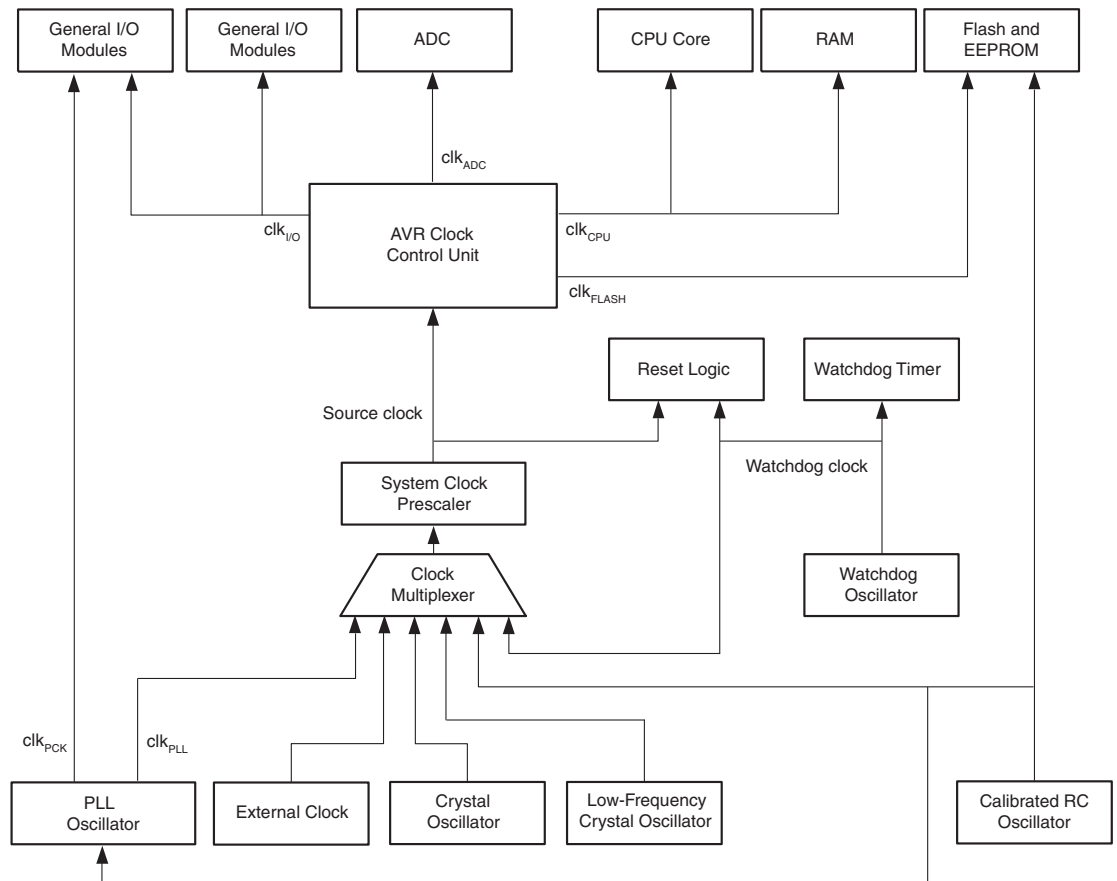 General I/O
Modules
General I/O
Modules
ADC
CPU Core
RAM
Flash and
EEPROM
clkADC
clkI/O
AVR Clock
Control Unit
clkCPU
clkFLASH
Reset Logic
Watchdog Timer
Source clock
Watchdog clock
System Clock
Prescaler
Clock
Multiplexer
Watchdog
Oscillator
clkPCK
clkPLL
PLL
Oscillator
External Clock
Crystal
Oscillator
Low-Frequency
Crystal Oscillator
Calibrated RC
Oscillator